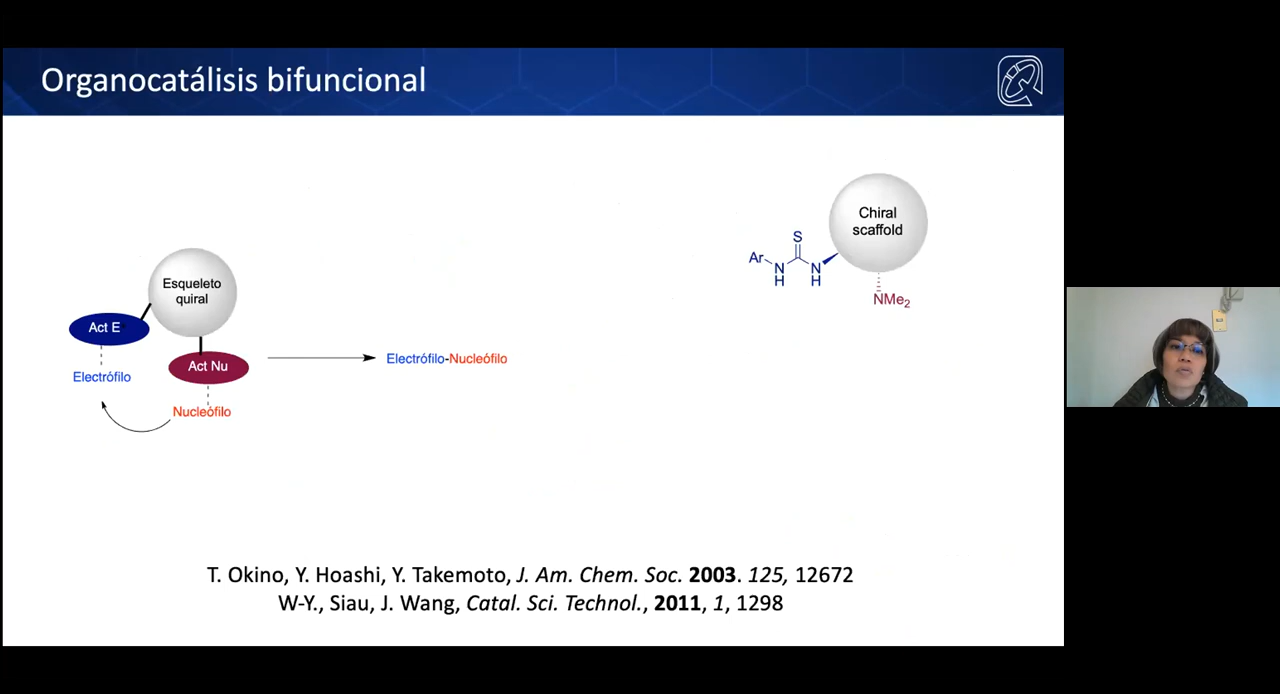 Organocatálisis bifuncional
Esqueleto
quiral
Act E
Act Nu
Electrófilo
Nucleófilo
Electrófilo-Nucleófilo
Chiral
scaffold
S
Ar
N
H
N
H
NMe2
T. Okino, Y. Hoashi, Y. Takemoto, J. Am. Chem. Soc. 2003. 125, 12672
W-Y., Siau, J. Wang, Catal. Sci. Technol., 2011, 1, 1298